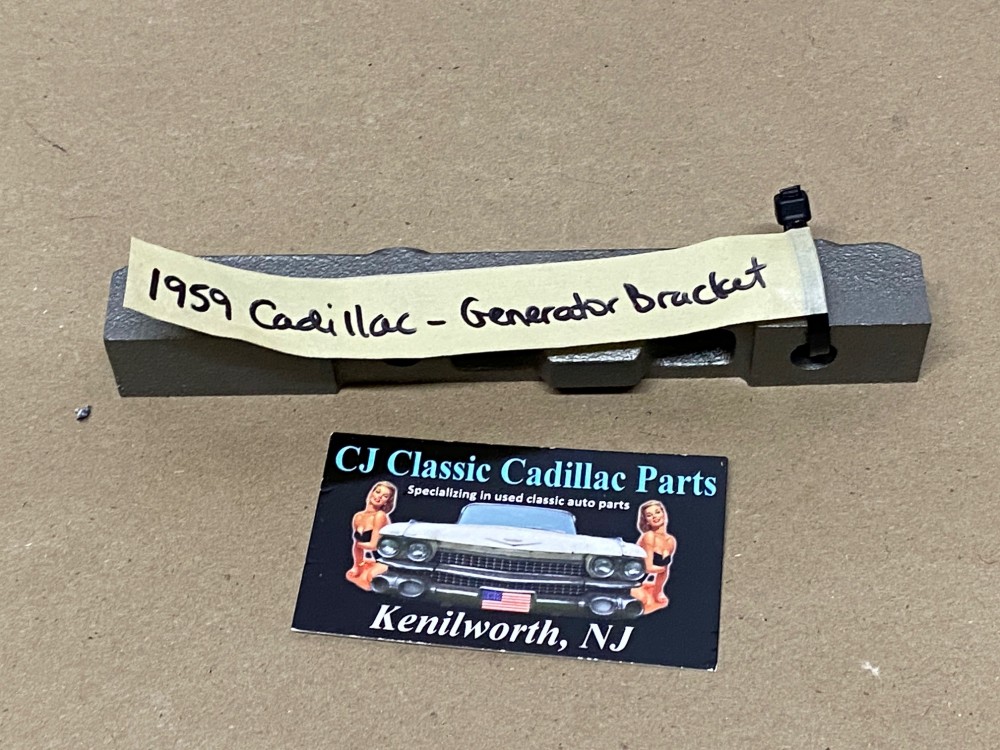 1959 Cadillac - Generator Bracket
CJ Classic Cadillac Parts
Specializing in used classic auto parts
Kenilworth, NJ